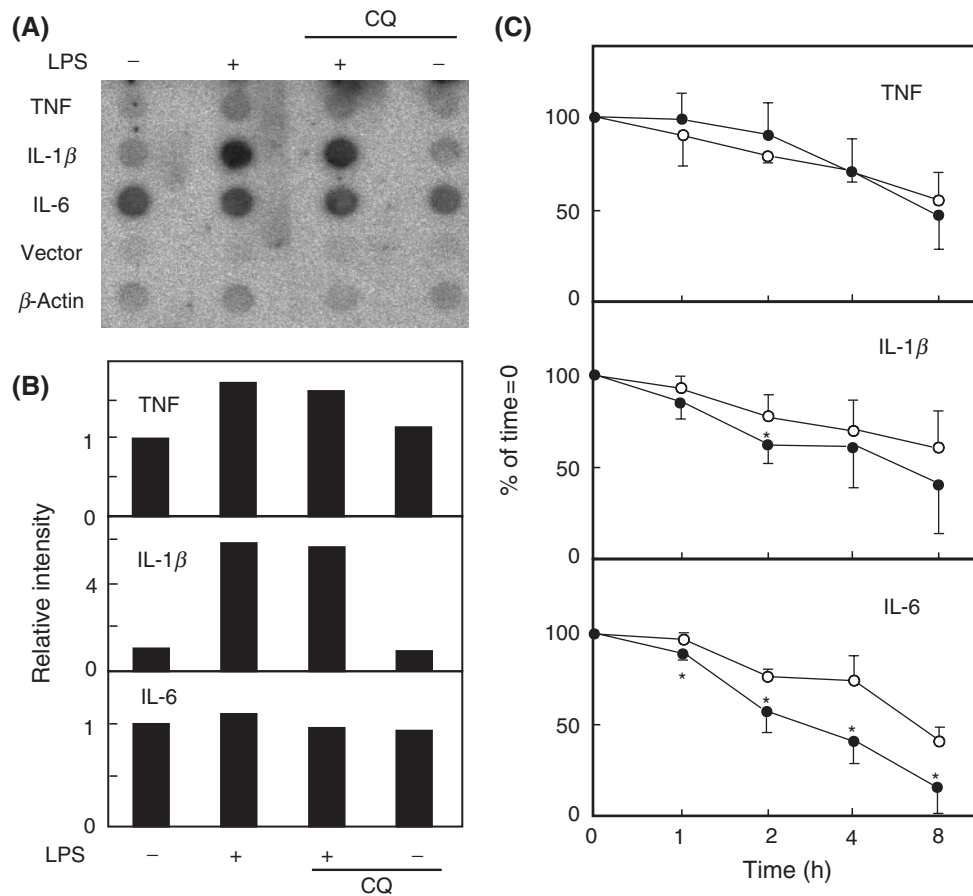 (A)
CQ
LPS – + + –
TNF
IL-1β
IL-6
Vector
β-Actin
(B)
Relative intensity
TNF
1
0
IL-1β
4
0
IL-6
1
0
LPS – + + –
CQ
(C)
% of time=0
TNF
100
50
0
IL-1β
100
*
50
0
IL-6
100
*
*
50
*
*
0
0 1 2 4 8
Time (h)